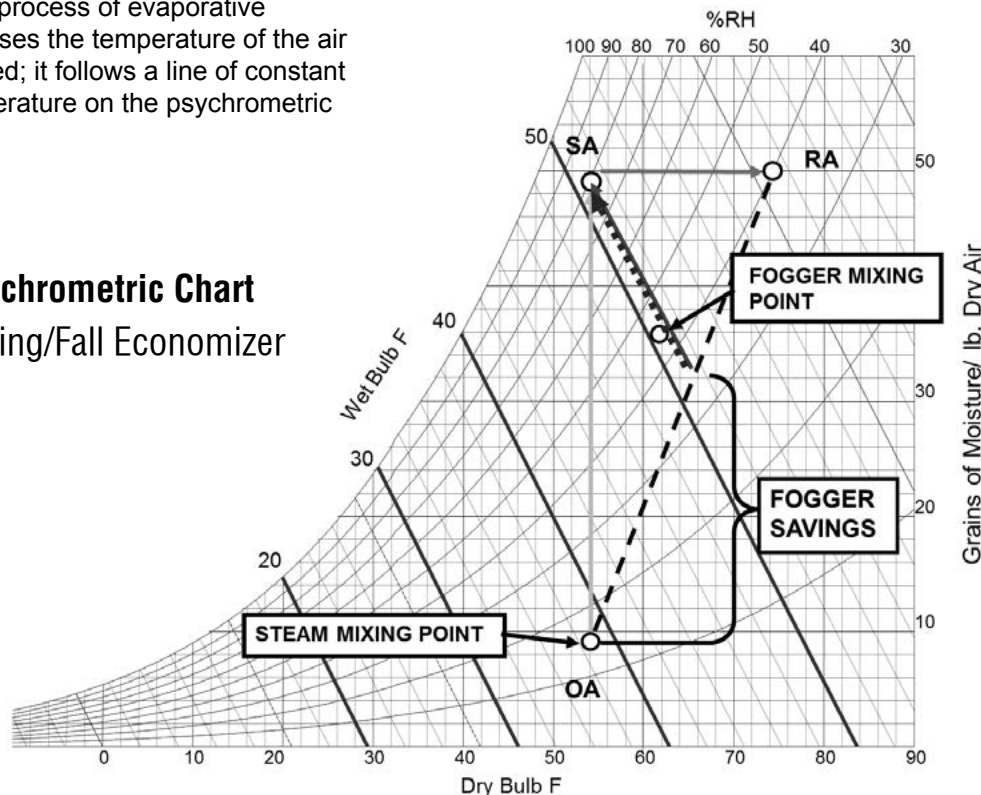 process of evaporative
ses the temperature of the air
ed; it follows a line of constant
erature on the psychrometric
chrometric Chart
ing/Fall Economizer
%RH
100 90 80 70 60 50 40 30
50
SA
RA
50
FOGGER MIXING
POINT
40
Wet Bulb F
30
30
FOGGER
SAVINGS
20
20
STEAM MIXING POINT
10
OA
0 10 20 30 40 50 60 70 80 90
Dry Bulb F
Grains of Moisture/ lb. Dry Air